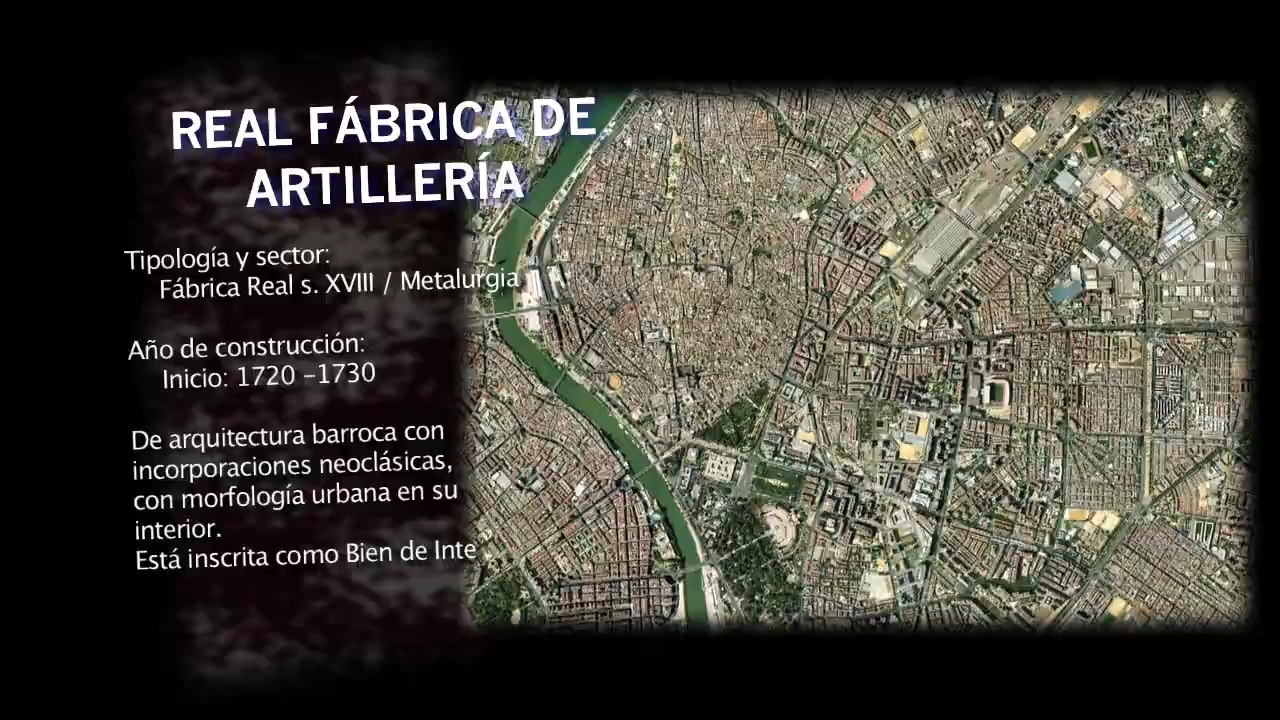 REAL FÁBRICA DE
ARTILLERÍA
Tipología y sector:
Fábrica Real s. XVIII / Metalurgia
Año de construcción:
Inicio: 1720 –1730
De arquitectura barroca con
incorporaciones neoclásicas,
con morfología urbana en su
interior.
Está inscrita como Bien de Inte